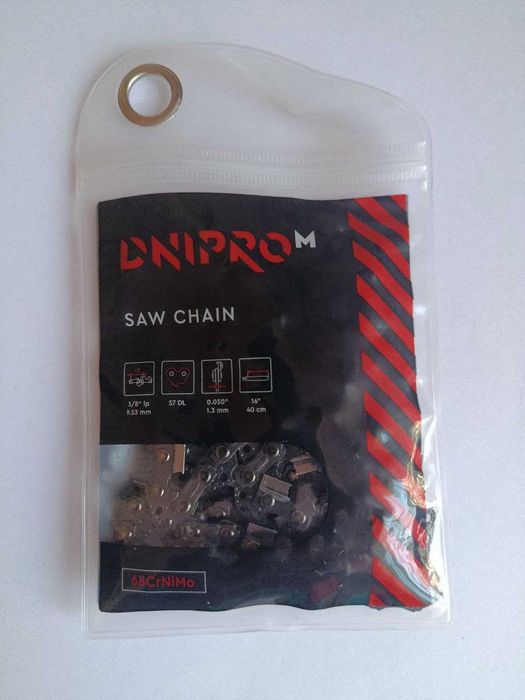 DNIPRO M
SAW CHAIN
3/8" lp 57 DL 0.050" 16"
9.53 mm 1.3 mm 40 cm
68CrNiMo